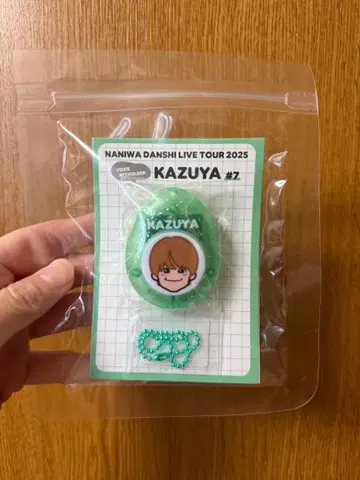 NANIWA DANSHI LIVE TOUR 2025
KAZUYA #7
KAZUYA